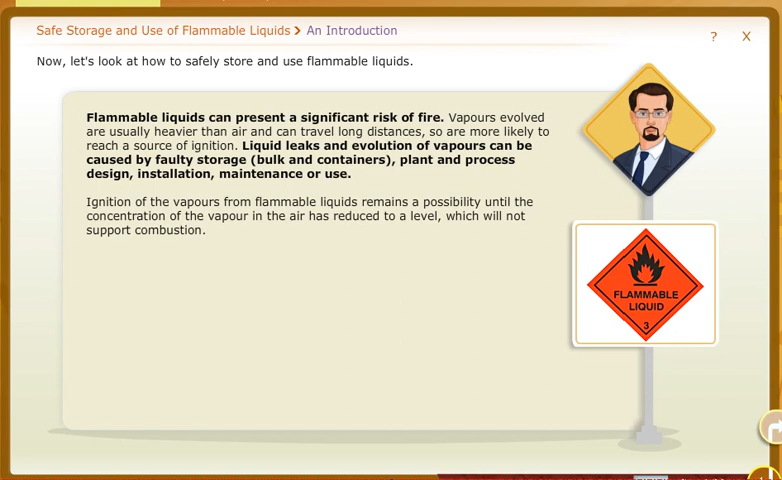 Safe Storage and Use of Flammable Liquids > An Introduction
? X
Now, let's look at how to safely store and use flammable liquids.
Flammable liquids can present a significant risk of fire. Vapours evolved
are usually heavier than air and can travel long distances, so are more likely to
reach a source of ignition. Liquid leaks and evolution of vapours can be
caused by faulty storage (bulk and containers), plant and process
design, installation, maintenance or use.
Ignition of the vapours from flammable liquids remains a possibility until the
concentration of the vapour in the air has reduced to a level, which will not
support combustion.
FLAMMABLE
LIQUID
3